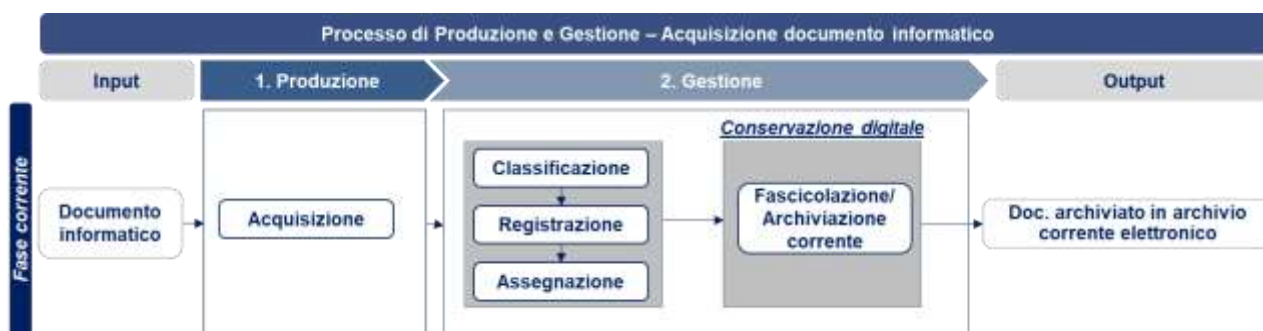 Processo di Produzione e Gestione – Acquisizione documento informatico
Input
1. Produzione
2. Gestione
Output
Fase corrente
Documento
informatico
Acquisizione
Classificazione
Registrazione
Assegnazione
Conservazione digitale
Fascicolazione/
Archiviazione
corrente
Doc. archiviato in archivio
corrente elettronico